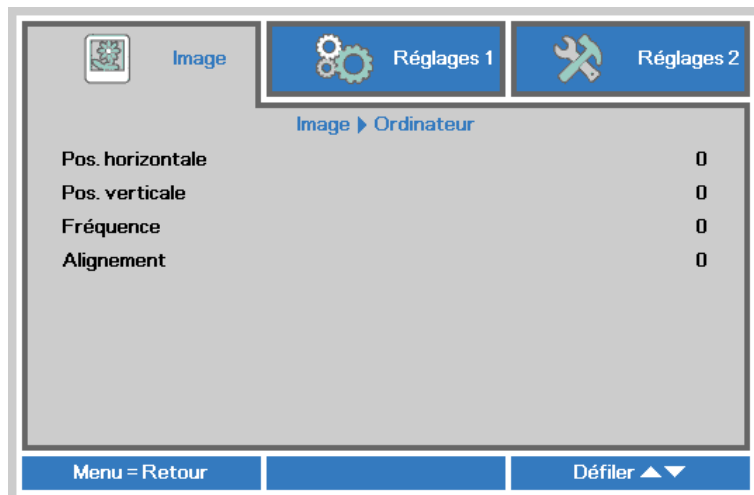 Image
Réglages 1
Réglages 2
Image ▶ Ordinateur
Pos. horizontale 0
Pos. verticale 0
Fréquence 0
Alignement 0
Menu = Retour
Défiler ▲▼